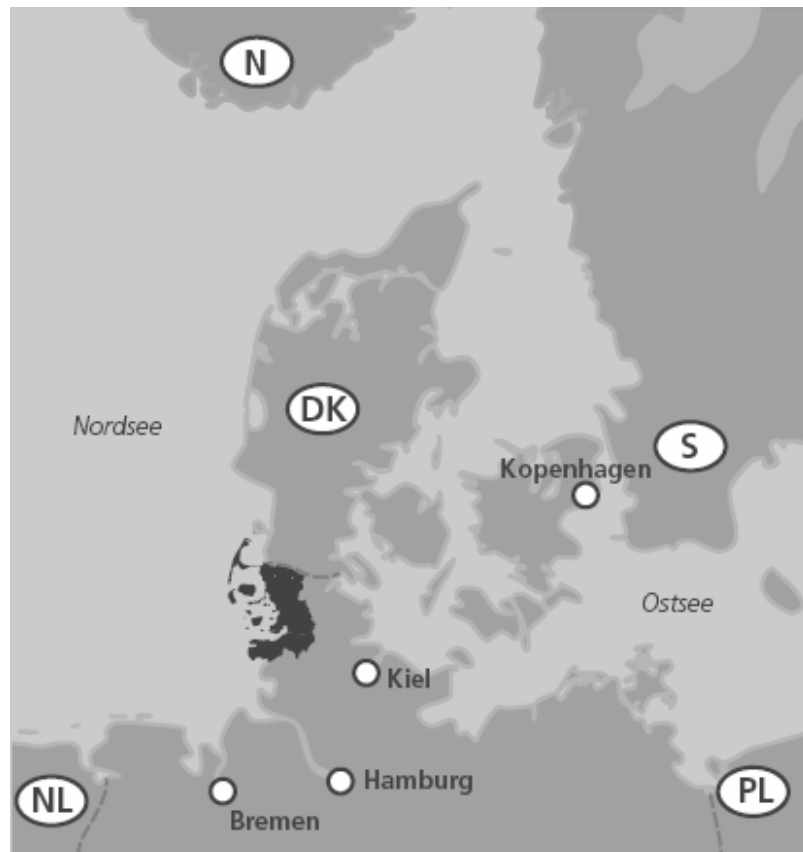 N
DK
Nordsee
S
Kopenhagen
Ostsee
Kiel
NL
Hamburg
PL
Bremen